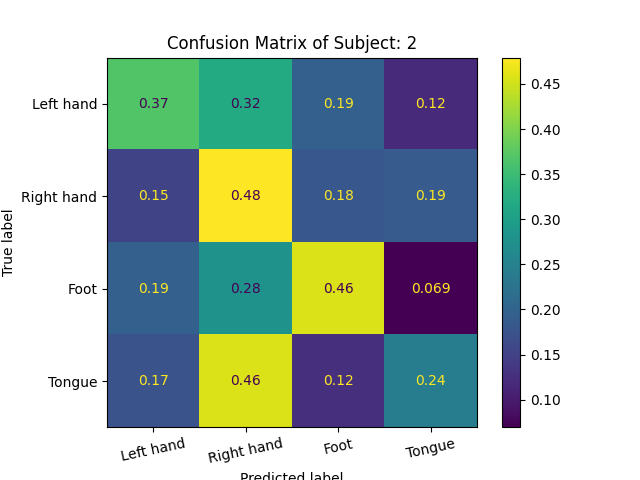 Confusion Matrix of Subject: 2
Left hand 0.37 0.32 0.19 0.12
Right hand 0.15 0.48 0.18 0.19
Foot 0.19 0.28 0.46 0.069
Tongue 0.17 0.46 0.12 0.24
Left hand Right hand Foot Tongue
Predicted label
True label
0.45
0.40
0.35
0.30
0.25
0.20
0.15
0.10